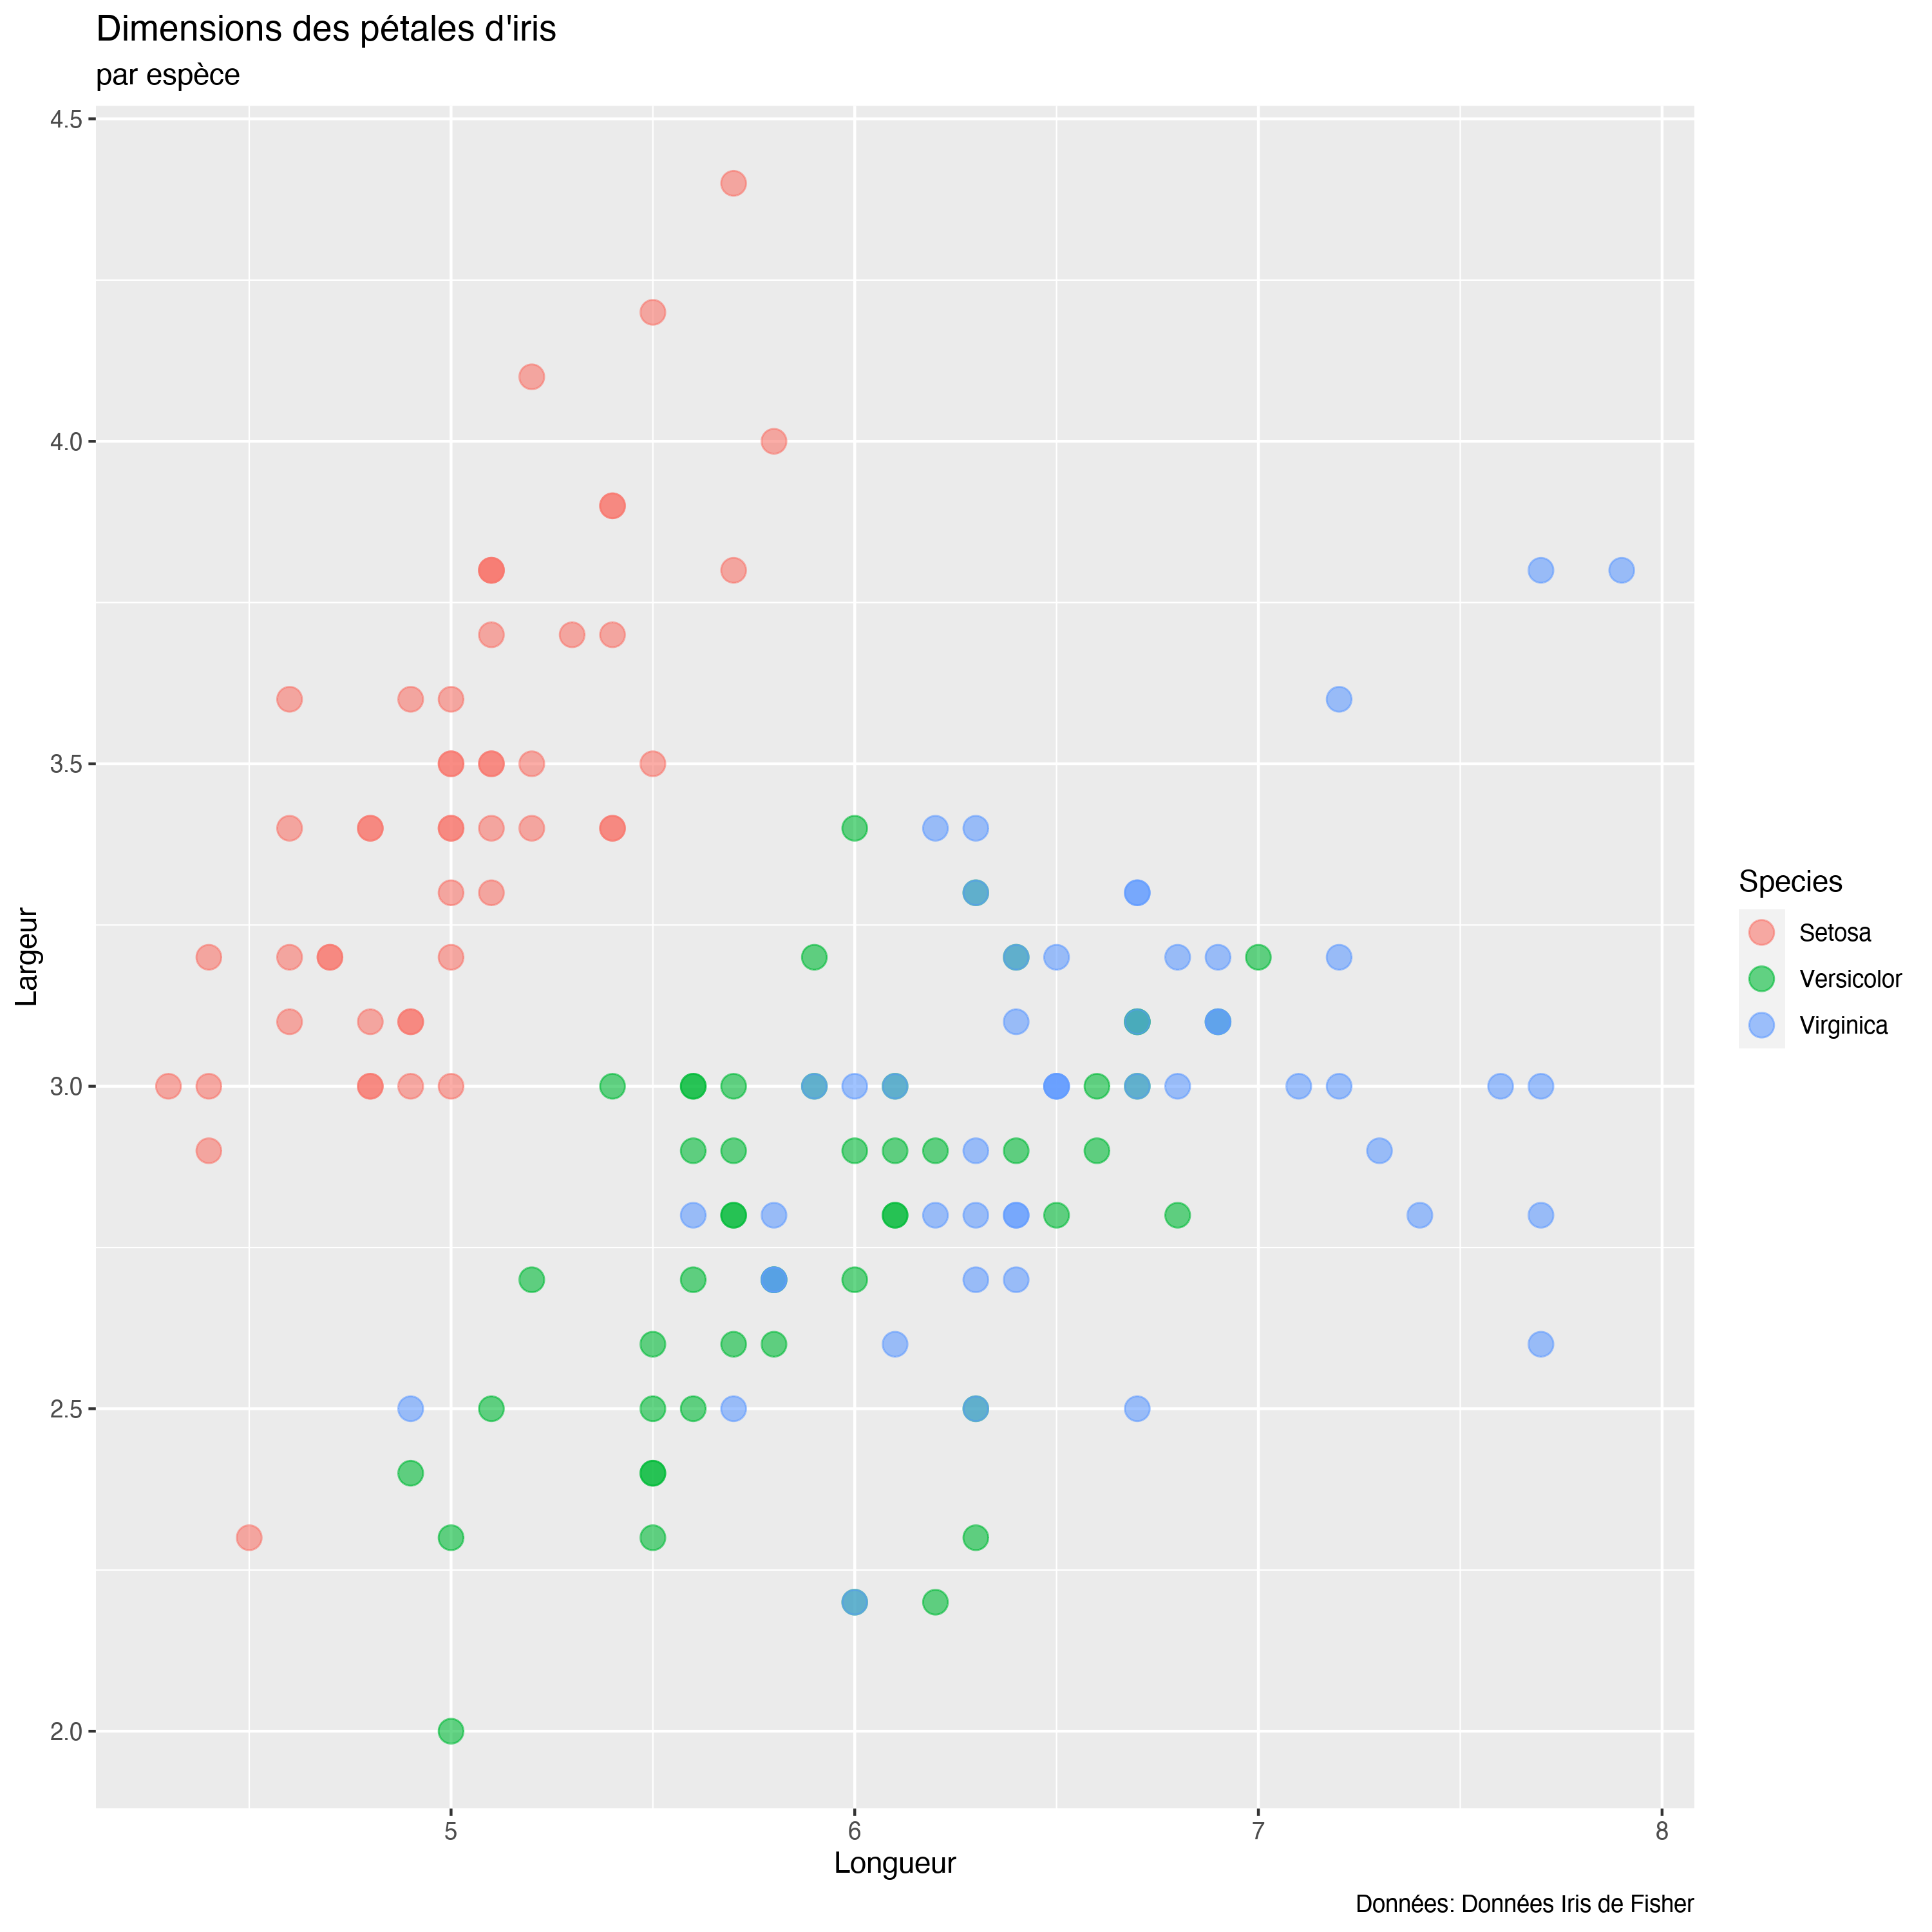 Dimensions des pétales d'iris
par espèce
4.5
4.0
3.5
3.0
2.5
2.0
Largeur
5 6 7 8
Longueur
Species
Setosa
Versicolor
Virginica
Données: Données Iris de Fisher